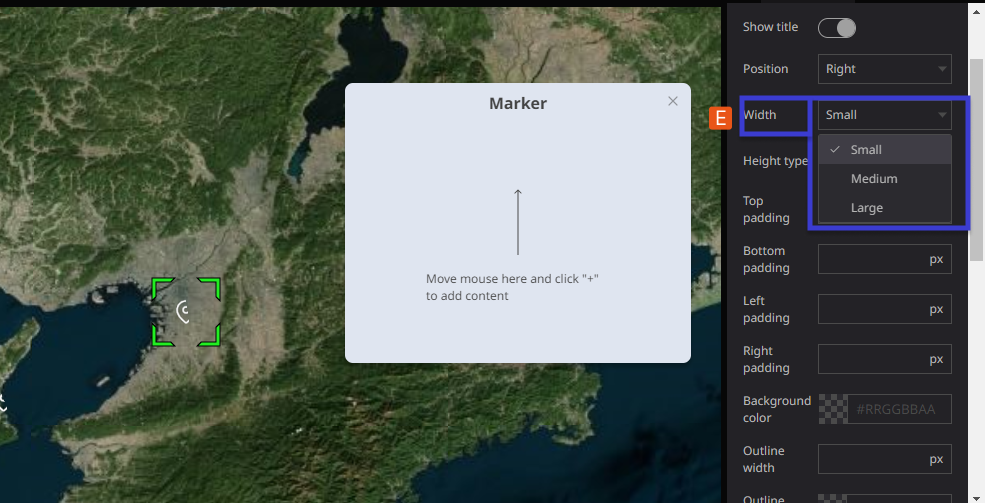 Marker
Move mouse here and click "+"
to add content
Show title
Position
Right
E
Width
Small
Small
Medium
Large
Height type
Top
padding
Bottom
padding
px
Left
padding
px
Right
padding
px
Background
color
#RRGGBBAA
Outline
width
px
Outline